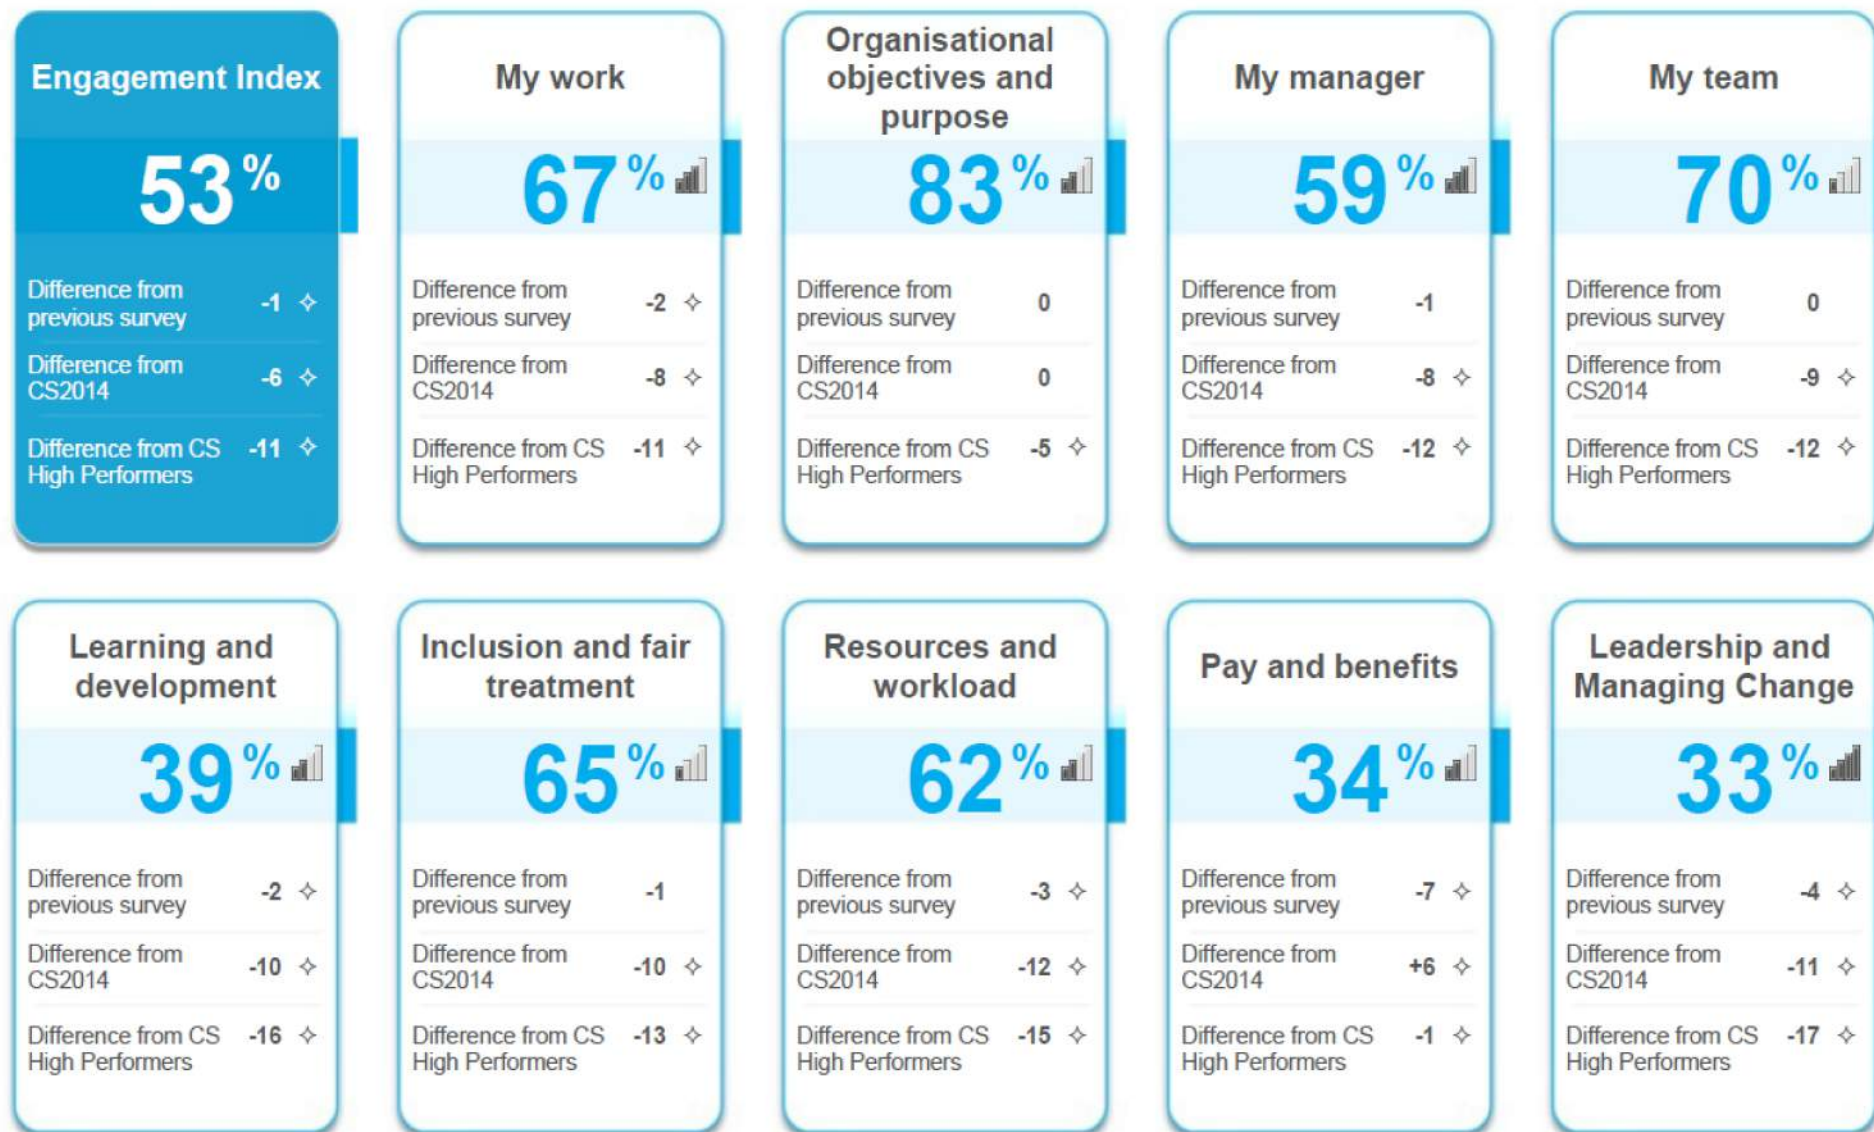 Engagement Index
53%
Difference from
previous survey
-1 ✧
Difference from
CS2014
-6 ✧
Difference from CS
High Performers
-11 ✧
My work
67%
Difference from
previous survey
-2 ✧
Difference from
CS2014
-8 ✧
Difference from CS
High Performers
-11 ✧
Organisational
objectives and
purpose
83%
Difference from
previous survey
0
Difference from
CS2014
0
Difference from CS
High Performers
-5 ✧
My manager
59%
Difference from
previous survey
-1
Difference from
CS2014
-8 ✧
Difference from CS
High Performers
-12 ✧
My team
70%
Difference from
previous survey
0
Difference from
CS2014
-9 ✧
Difference from CS
High Performers
-12 ✧
Learning and
development
39%
Difference from
previous survey
-2 ✧
Difference from
CS2014
-10 ✧
Difference from CS
High Performers
-16 ✧
Inclusion and fair
treatment
65%
Difference from
previous survey
-1
Difference from
CS2014
-10 ✧
Difference from CS
High Performers
-13 ✧
Resources and
workload
62%
Difference from
previous survey
-3 ✧
Difference from
CS2014
-12 ✧
Difference from CS
High Performers
-15 ✧
Pay and benefits
34%
Difference from
previous survey
-7 ✧
Difference from
CS2014
+6 ✧
Difference from CS
High Performers
-1 ✧
Leadership and
Managing Change
33%
Difference from
previous survey
-4 ✧
Difference from
CS2014
-11 ✧
Difference from CS
High Performers
-17 ✧